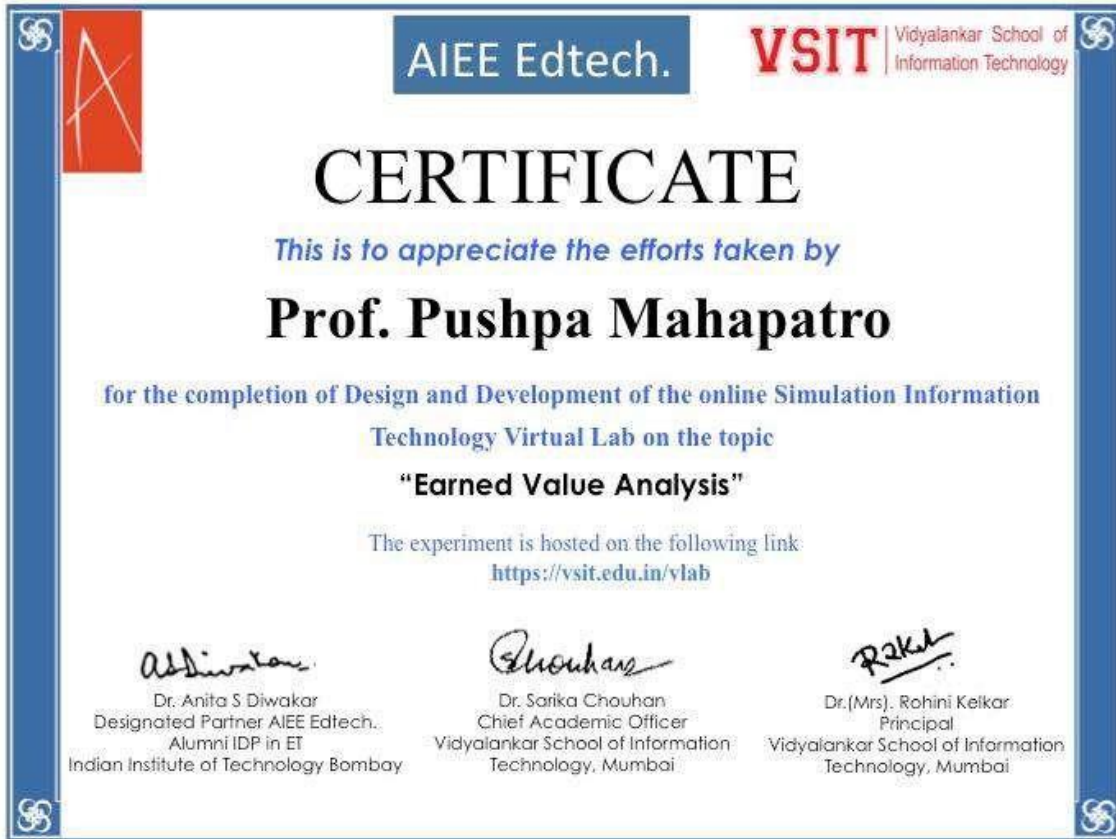 AIEE Edtech.
VSIT
Vidyalankar School of
Information Technology
CERTIFICATE
This is to appreciate the efforts taken by
Prof. Pushpa Mahapatro
for the completion of Design and Development of the online Simulation Information
Technology Virtual Lab on the topic
“Earned Value Analysis”
The experiment is hosted on the following link
https://vsit.edu.in/vlab
Dr. Anita S Diwakar
Designated Partner AIEE Edtech.
Alumni IDP in ET
Indian Institute of Technology Bombay
Dr. Sarika Chouhan
Chief Academic Officer
Vidyalankar School of Information
Technology, Mumbai
Dr.(Mrs). Rohini Kelkar
Principal
Vidyalankar School of Information
Technology, Mumbai